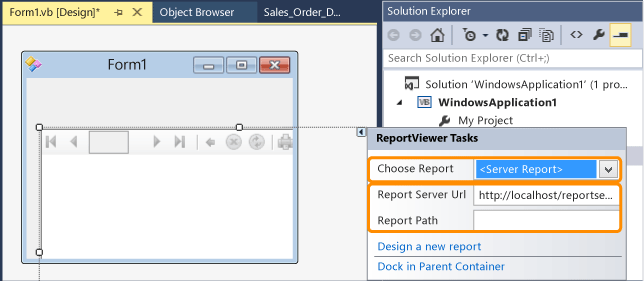 Form1.vb [Design]*
Object Browser
Sales_Order_D...
Solution Explorer
Search Solution Explorer (Ctrl+;)
Form1
Solution 'WindowsApplication1' (1 pro...
VB WindowsApplication1
My Project
ReportViewer Tasks
Choose Report <Server Report>
Report Server Url http://localhost/reportse...
Report Path
Design a new report
Dock in Parent Container